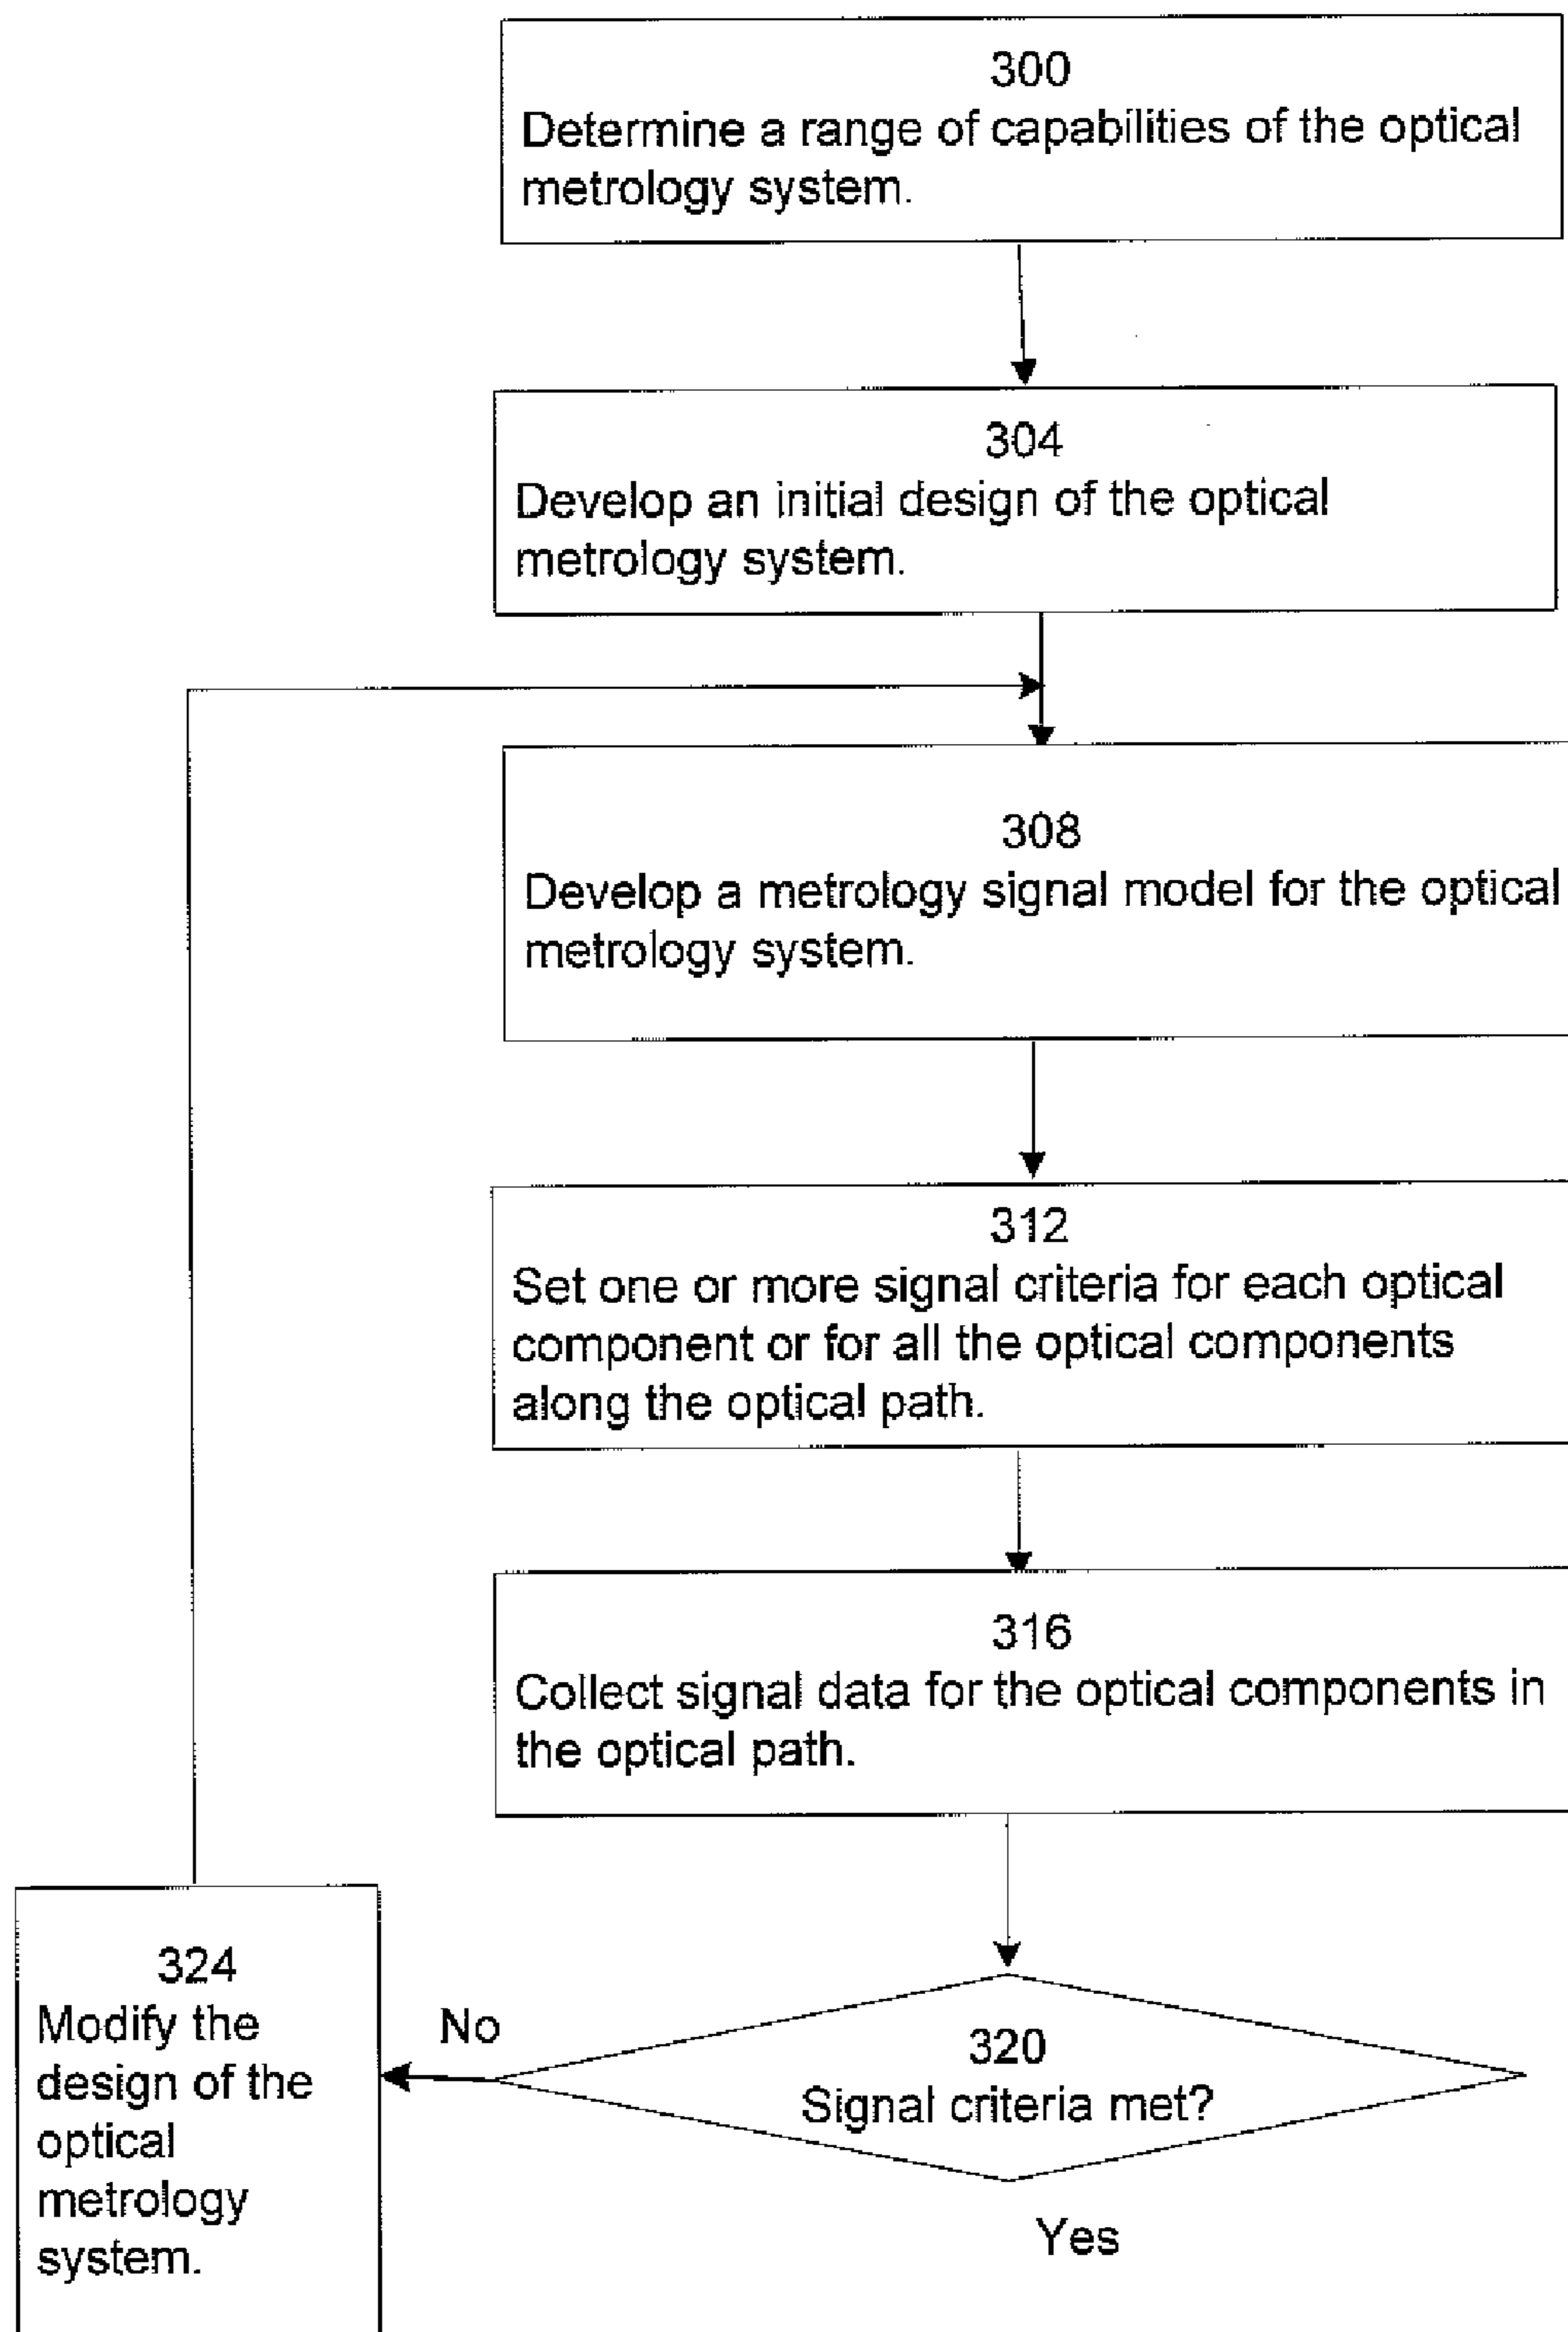 300
Determine a range of capabilities of the optical
metrology system.
304
Develop an initial design of the optical
metrology system.
308
Develop a metrology signal model for the optical
metrology system.
312
Set one or more signal criteria for each optical
component or for all the optical components
along the optical path.
316
Collect signal data for the optical components in
the optical path.
320
Signal criteria met?
No
Yes
324
Modify the
design of the
optical
metrology
system.